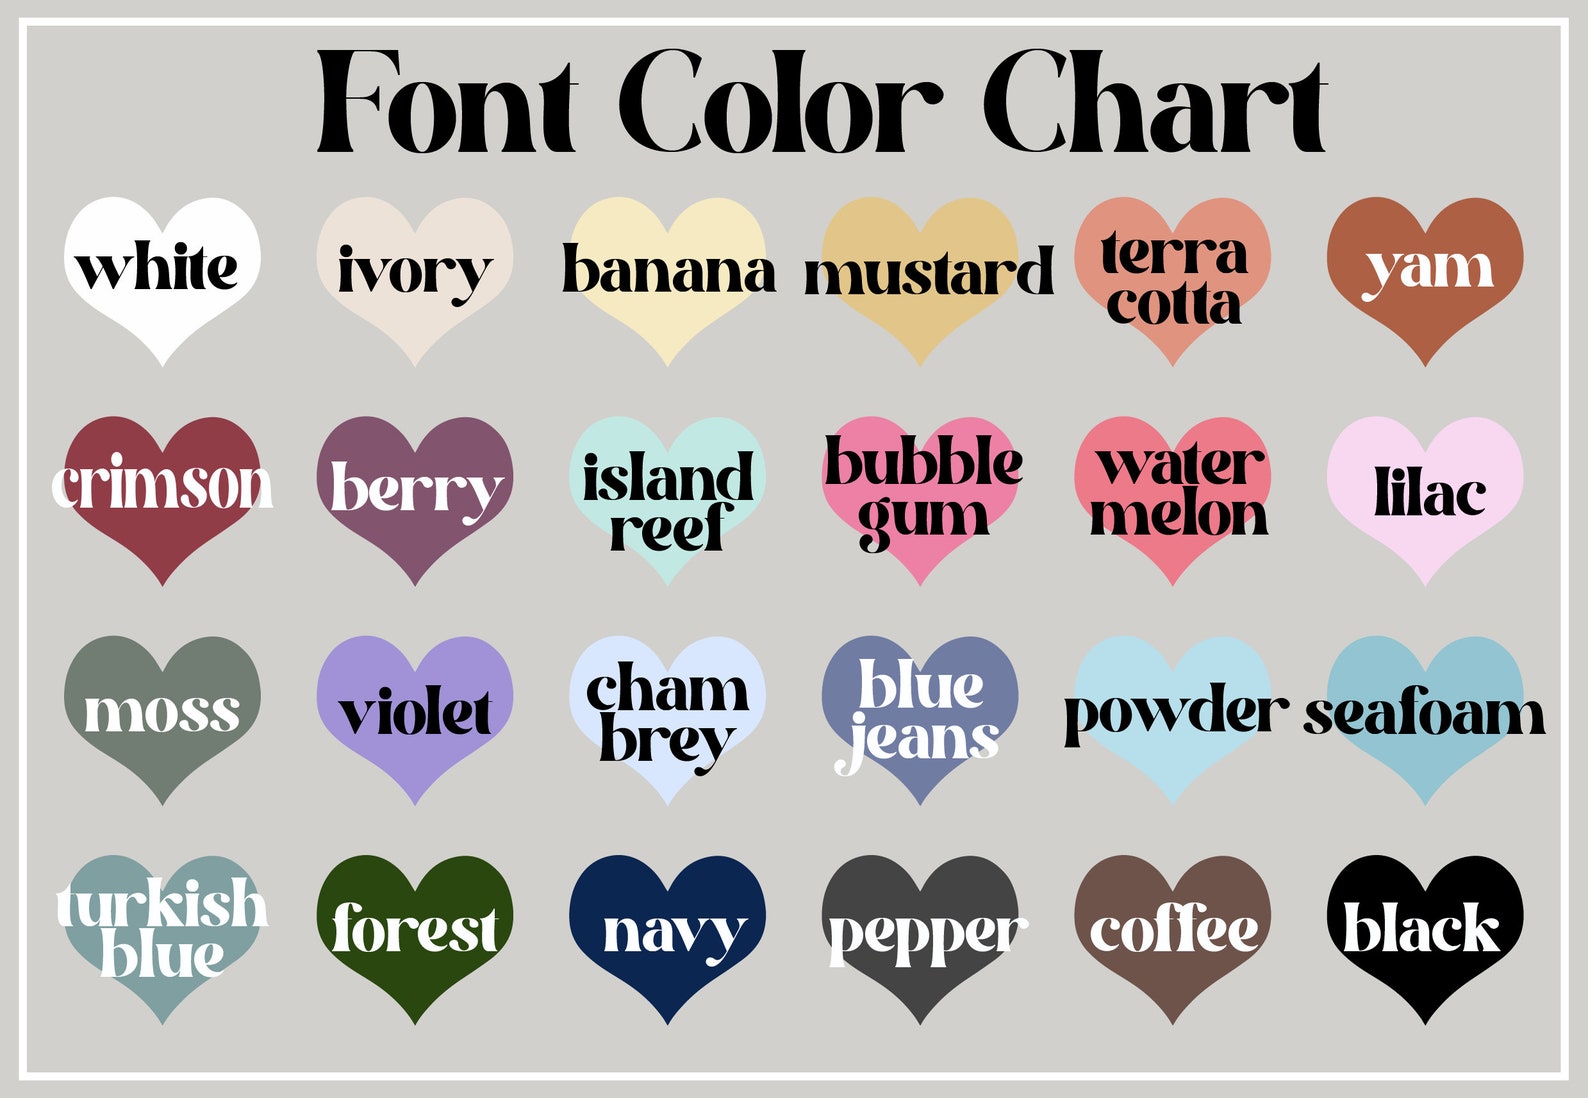 Font Color Chart
white
ivory
banana
mustard
terra
cotta
yam
crimson
berry
island
reef
bubble
gum
water
melon
lilac
moss
violet
cham
brey
blue
jeans
powder
seafoam
turkish
blue
forest
navy
pepper
coffee
black